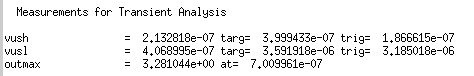 Measurements for Transient Analysis
vush = 2.132818e-07 targ= 3.999433e-07 trig= 1.866615e-07
vusl = 4.068995e-07 targ= 3.591918e-06 trig= 3.185018e-06
outmax = 3.281044e+00 at= 7.009961e-07